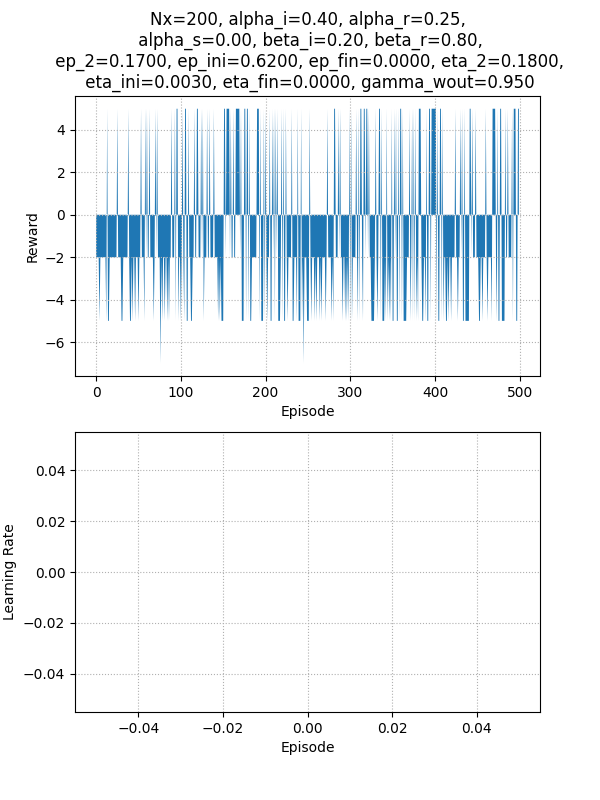 Nx=200, alpha_i=0.40, alpha_r=0.25,
alpha_s=0.00, beta_i=0.20, beta_r=0.80,
ep_2=0.1700, ep_ini=0.6200, ep_fin=0.0000, eta_2=0.1800,
eta_ini=0.0030, eta_fin=0.0000, gamma_wout=0.950
4
2
0
−2
−4
−6
Reward
0 100 200 300 400 500
Episode
0.04
0.02
0.00
−0.02
−0.04
Learning Rate
−0.04 −0.02 0.00 0.02 0.04
Episode